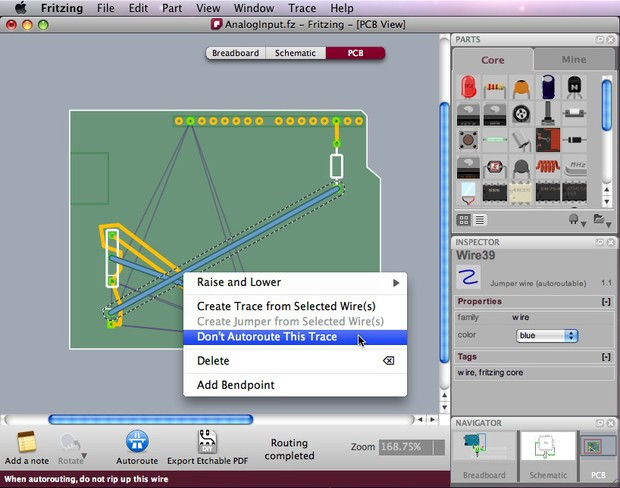 Fritzing File Edit Part View Window Trace Help
AnalogInput.fz - Fritzing - [PCB View]
Breadboard Schematic PCB
PARTS
Core Mine
MHz
Raise and Lower
Create Trace from Selected Wire(s)
Create Jumper from Selected Wire(s)
Don't Autoroute This Trace
Delete
Add Bendpoint
INSPECTOR
Wire39
Jumper wire (autoroutable) 1.1
Properties [-]
family wire
color blue
Tags [-]
wire, fritzing core
NAVIGATOR
Breadboard Schematic PCB
Add a note Rotate Autoroute Export Etchable PDF
DIY
Routing
completed
Zoom 168.75%
When autorouting, do not rip up this wire